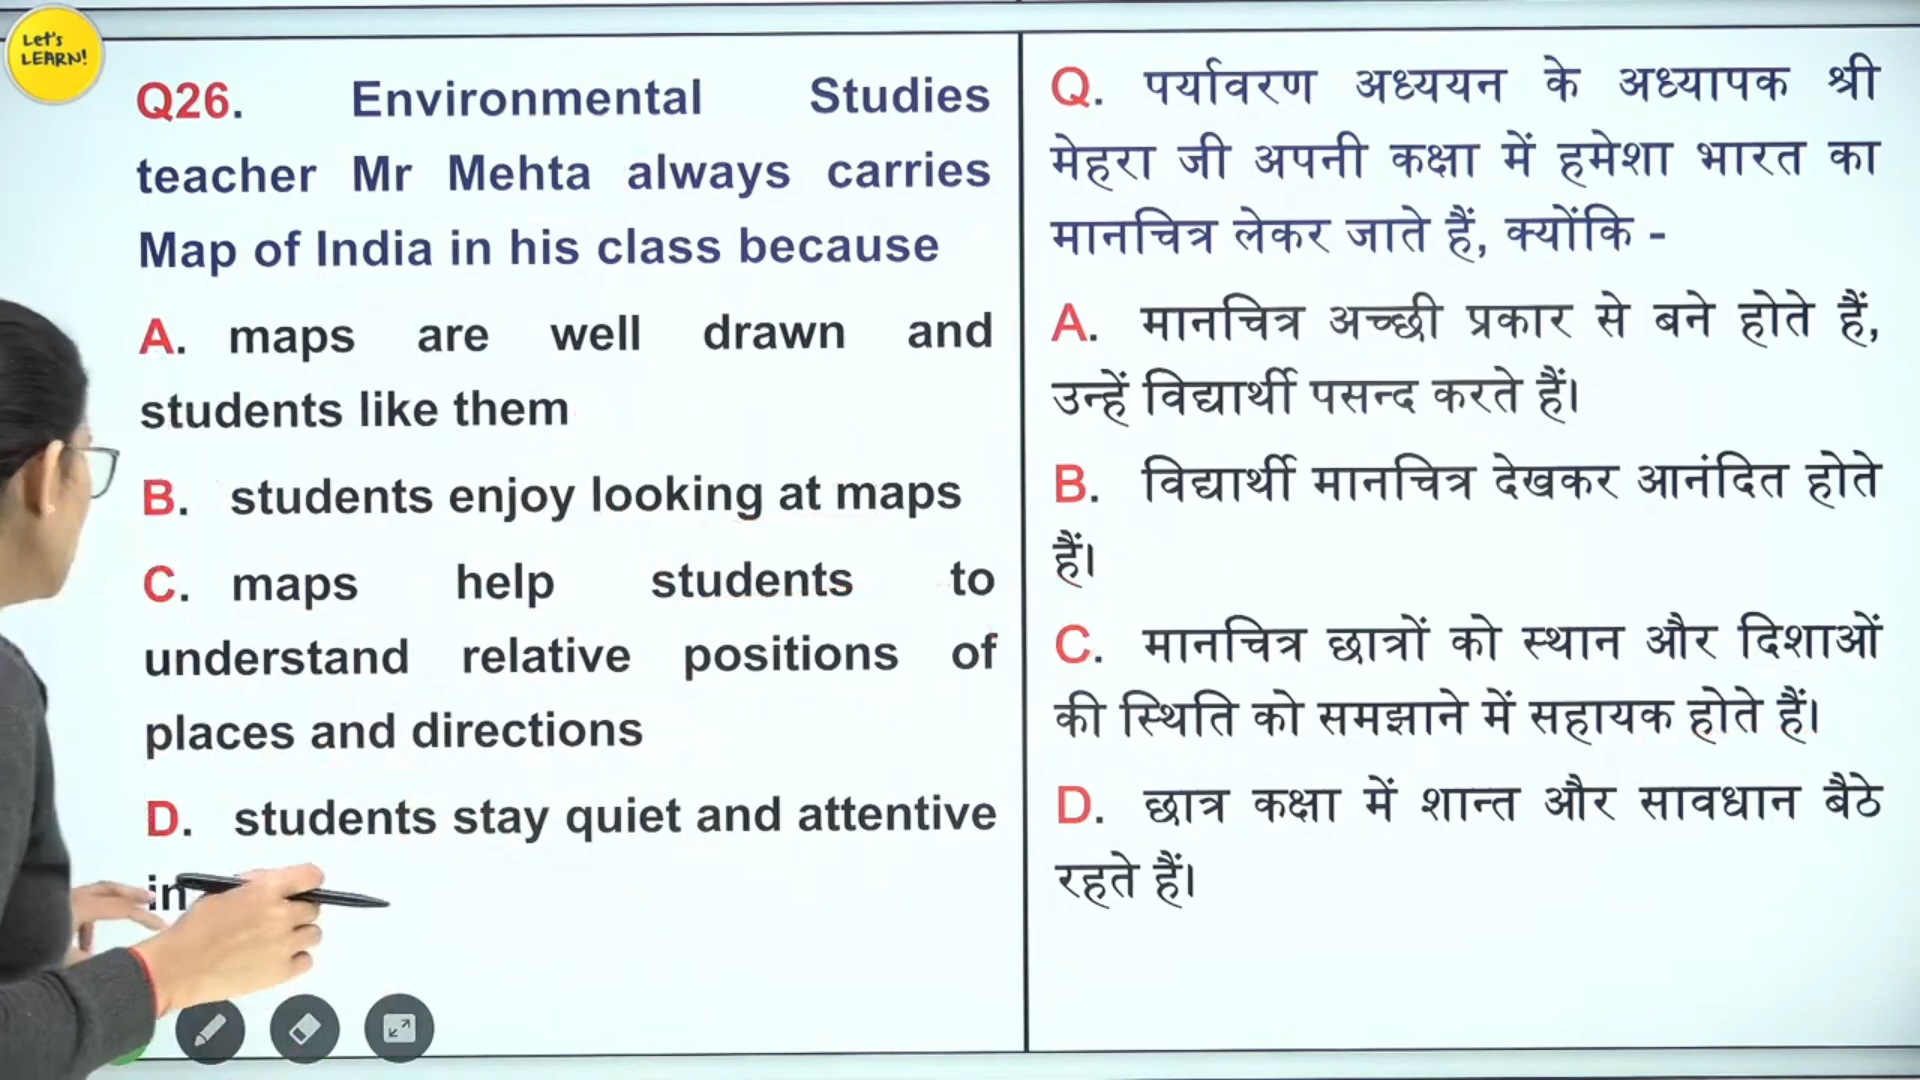 Let's
LEARN!
Q26. Environmental Studies
teacher Mr Mehta always carries
Map of India in his class because
A. maps are well drawn and
students like them
B. students enjoy looking at maps
C. maps help students to
understand relative positions of
places and directions
D. students stay quiet and attentive
in
Q. पर्यावरण अध्ययन के अध्यापक श्री
मेहरा जी अपनी कक्षा में हमेशा भारत का
मानचित्र लेकर जाते हैं, क्योंकि -
A. मानचित्र अच्छी प्रकार से बने होते हैं,
उन्हें विद्यार्थी पसन्द करते हैं।
B. विद्यार्थी मानचित्र देखकर आनंदित होते
हैं।
C. मानचित्र छात्रों को स्थान और दिशाओं
की स्थिति को समझाने में सहायक होते हैं।
D. छात्र कक्षा में शान्त और सावधान बैठे
रहते हैं।